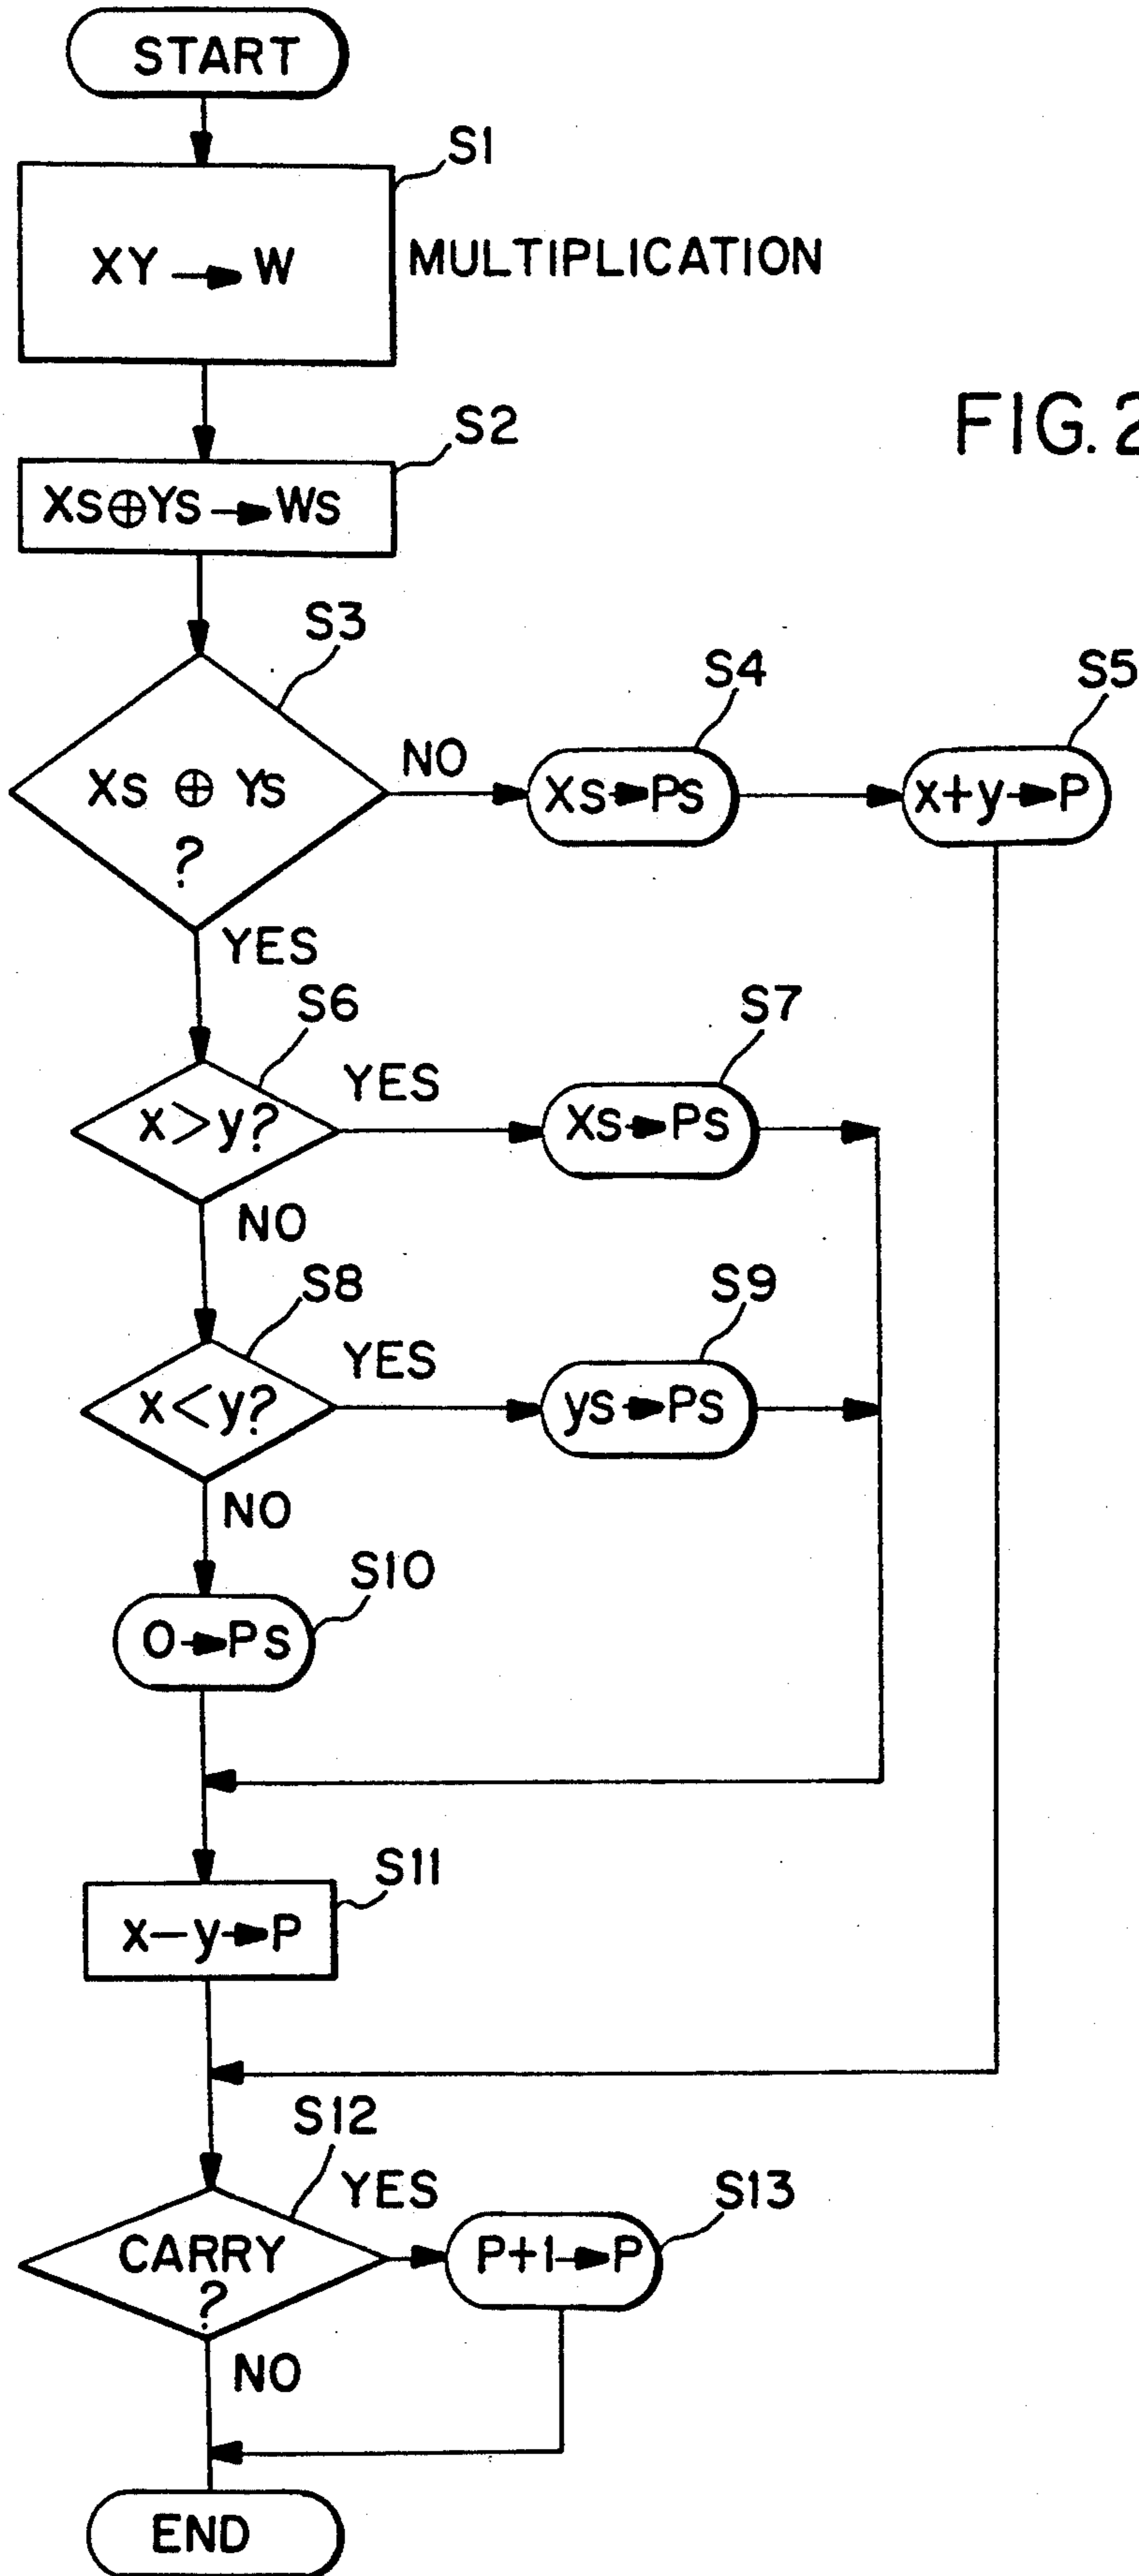 START
S1
XY → W
MULTIPLICATION
S2
FIG. 2
Xs⊕Ys → Ws
S3
S4
S5
Xs ⊕ Ys
?
NO
Xs→Ps
x+y→P
YES
S6
S7
x>y?
YES
Xs→Ps
NO
S8
S9
x<y?
YES
ys→Ps
NO
S10
0→Ps
S11
x-y→P
S12
YES
S13
CARRY
?
P+1→P
NO
END